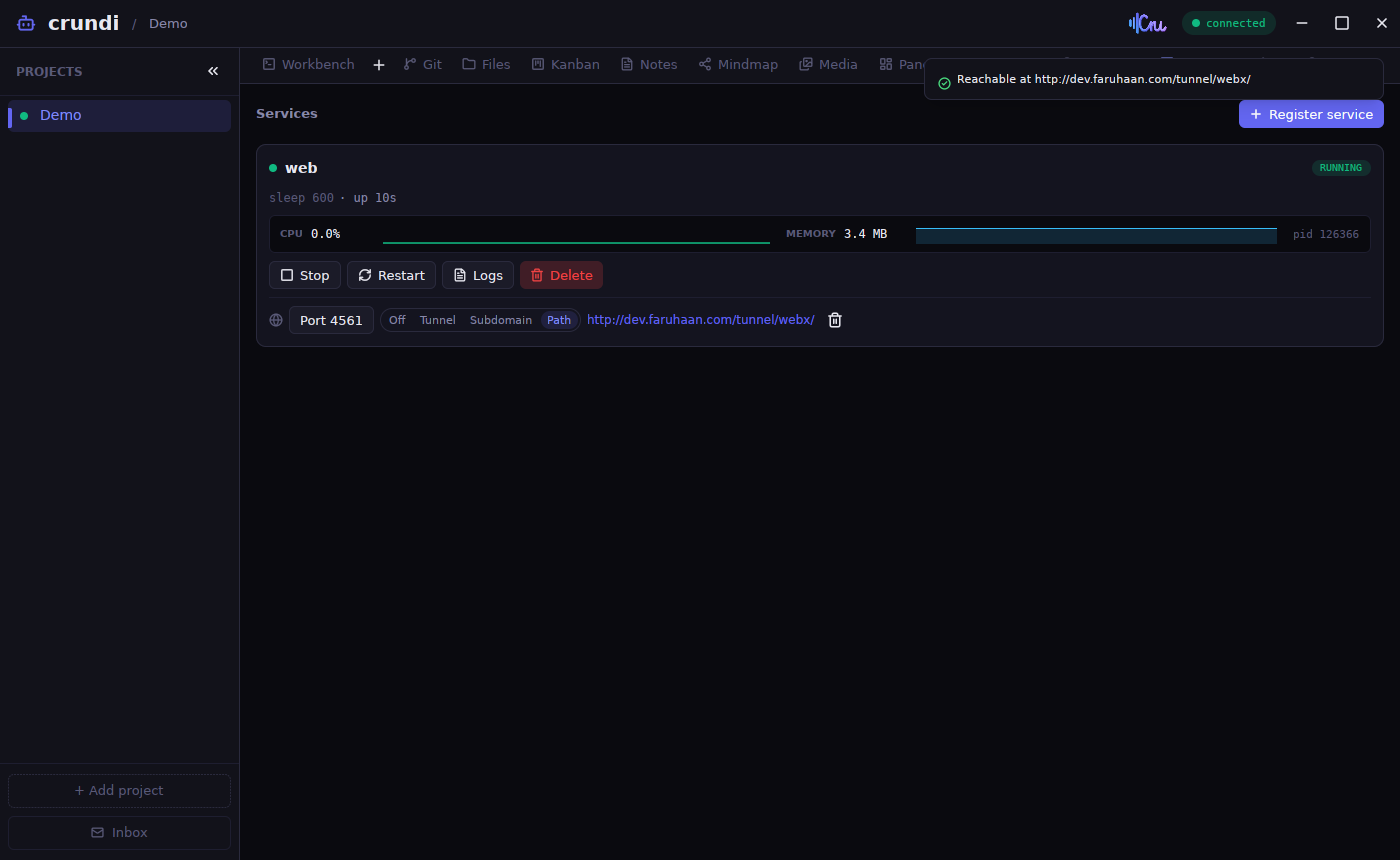 crundi / Demo
Cru
connected
PROJECTS
Workbench
Git
Files
Kanban
Notes
Mindmap
Media
Reachable at http://dev.faruhaan.com/tunnel/webx/
Demo
Services
+ Register service
web
RUNNING
sleep 600 · up 10s
CPU 0.0%
MEMORY 3.4 MB
pid 126366
Stop
Restart
Logs
Delete
Port 4561
Off
Tunnel
Subdomain
Path
http://dev.faruhaan.com/tunnel/webx/
+ Add project
Inbox